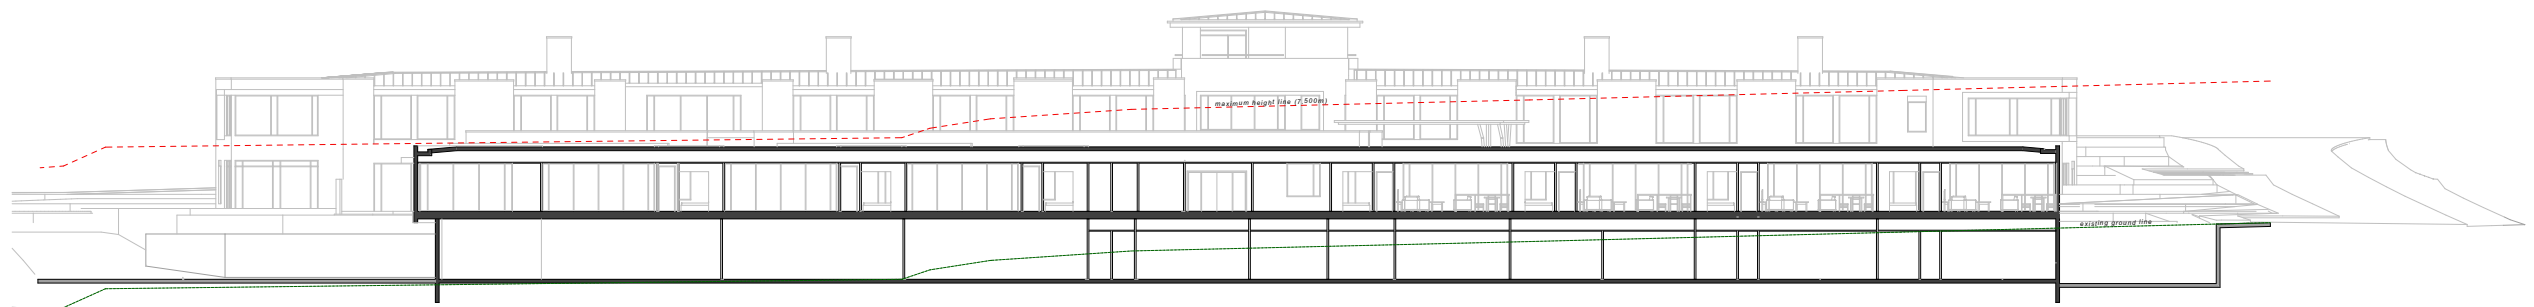 maximum height line (7.500m)
existing ground line